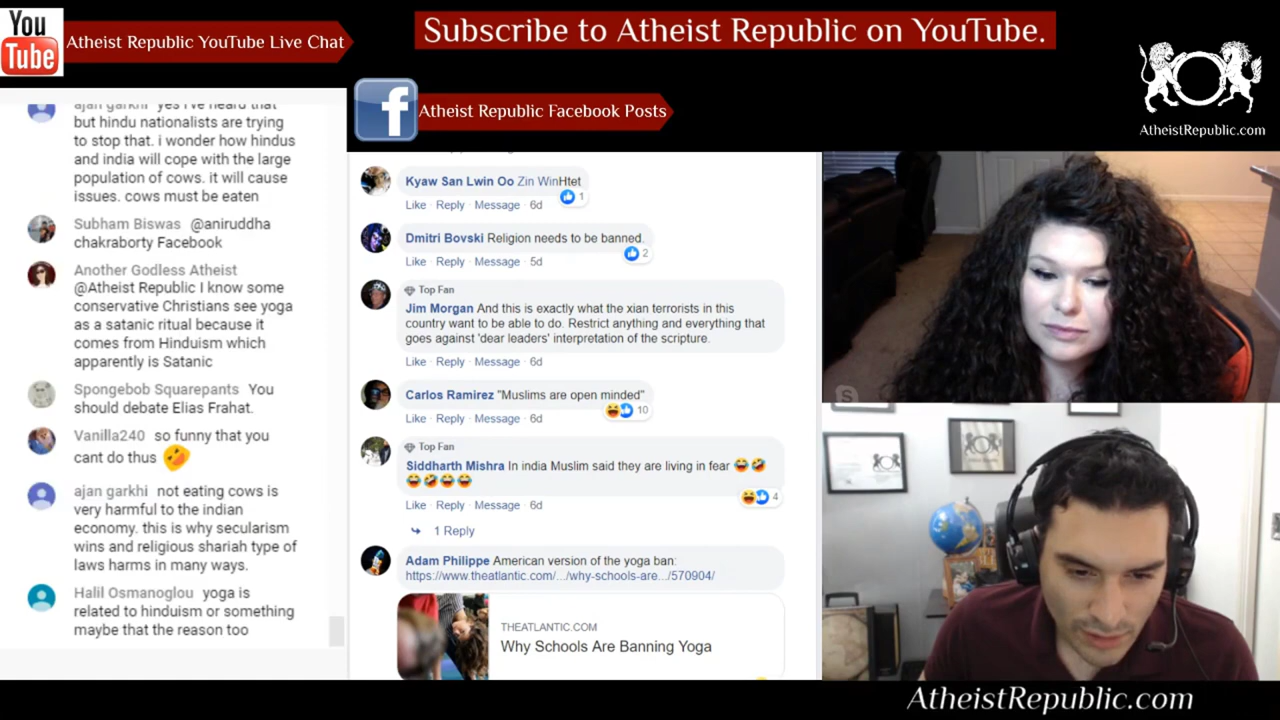 You
Tube
Atheist Republic YouTube Live Chat
Subscribe to Atheist Republic on YouTube.
AtheistRepublic.com
f
Atheist Republic Facebook Posts
ajan garkhi yes i've heard that
but hindu nationalists are trying
to stop that. i wonder how hindus
and india will cope with the large
population of cows. it will cause
issues. cows must be eaten
Subham Biswas @aniruddha
chakraborty Facebook
Another Godless Atheist
@Atheist Republic I know some
conservative Christians see yoga
as a satanic ritual because it
comes from Hinduism which
apparently is Satanic
Spongebob Squarepants You
should debate Elias Frahat.
Vanilla240 so funny that you
cant do thus
ajan garkhi not eating cows is
very harmful to the indian
economy. this is why secularism
wins and religious shariah type of
laws harms in many ways.
Halil Osmanoglou yoga is
related to hinduism or something
maybe that the reason too
Kyaw San Lwin Oo Zin WinHtet
1
Like · Reply · Message · 6d
Dmitri Bovski Religion needs to be banned.
2
Like · Reply · Message · 5d
Top Fan
Jim Morgan And this is exactly what the xian terrorists in this
country want to be able to do. Restrict anything and everything that
goes against 'dear leaders' interpretation of the scripture.
Like · Reply · Message · 6d
Carlos Ramirez "Muslims are open minded"
10
Like · Reply · Message · 6d
Top Fan
Siddharth Mishra In india Muslim said they are living in fear
4
Like · Reply · Message · 6d
1 Reply
Adam Philippe American version of the yoga ban:
https://www.theatlantic.com/.../why-schools-are.../570904/
THEATLANTIC.COM
Why Schools Are Banning Yoga
S
AtheistRepublic.com